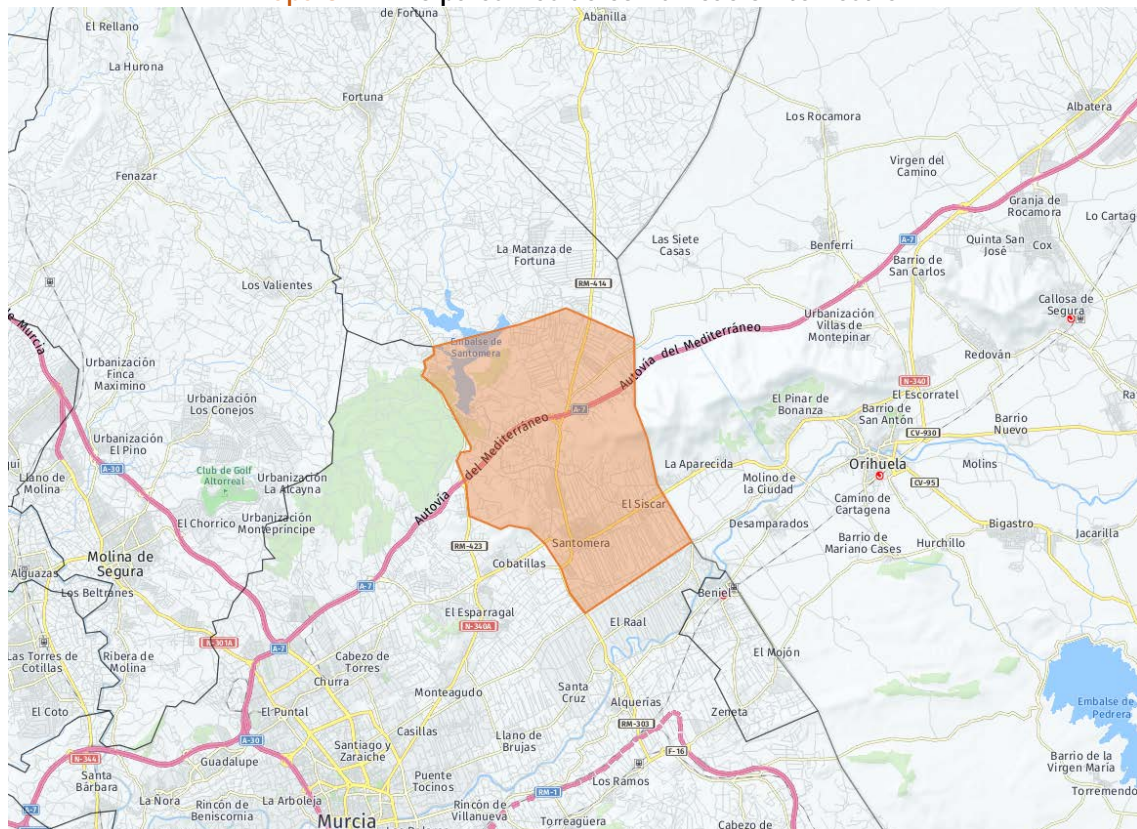 de Fortuna
Abanilla
El Rellano
La Hurona
Fortuna
Albatera
Los Rocamora
Virgen del
Camino
Fenazar
Granja de
Rocamora
Lo Cartag
La Matanza de
Fortuna
Las Siete
Casas
Benferri
A-7
Quinta San
José
Cox
Barrio de
San Carlos
Los Valientes
RM-414
Callosa de
Segura
de Murcia
Autovía del Mediterráneo
Urbanización
Villas de
Montepinar
Embalse de
Santomera
Redován
Urbanización
Finca
Maximino
Urbanización
Los Conejos
N-340
El Escorratel
El Pinar de
Bonanza
Barrio de
San Antón
Barrio
Nuevo
A-7
Autovía del Mediterráneo
CV-930
Urbanización
El Pino
A-30
Llano de
Molina
Club de Golf
Altorreal
Urbanización
La Alcayna
La Aparecida
Orihuela
Molins
Molino de
la Ciudad
CV-95
El Siscar
Camino de
Cartagena
El Chorrico
Urbanización
Montepríncipe
Desamparados
Bigastro
Jacarilla
RM-423
Santomera
Barrio de
Mariano Cases
Hurchillo
Molina de
Segura
Cobatillas
Alguazas
A-7
Los Beltranes
Beniel
El Esparragal
N-340A
El Raal
N-301A
Las Torres de
Cotillas
Ribera de
Molina
A-7
Cabezo de
Torres
El Mojón
Churra
Monteagudo
Santa
Cruz
Alquerías
Embalse de
Pedrera
El Coto
El Puntal
Zeneta
Casillas
RM-303
A-30
Llano de
Brujas
F-16
N-344
Guadalupe
Santiago y
Zaraiche
Santa
Bárbara
Puente
Tocinos
Los Ramos
Barrio de la
Virgen María
Torremendo
La Nora
Rincón de
Beniscornia
La Arboleja
RM-1
Rincón de
Villanueva
A-7
Murcia
Torreagüera
Cabezo de